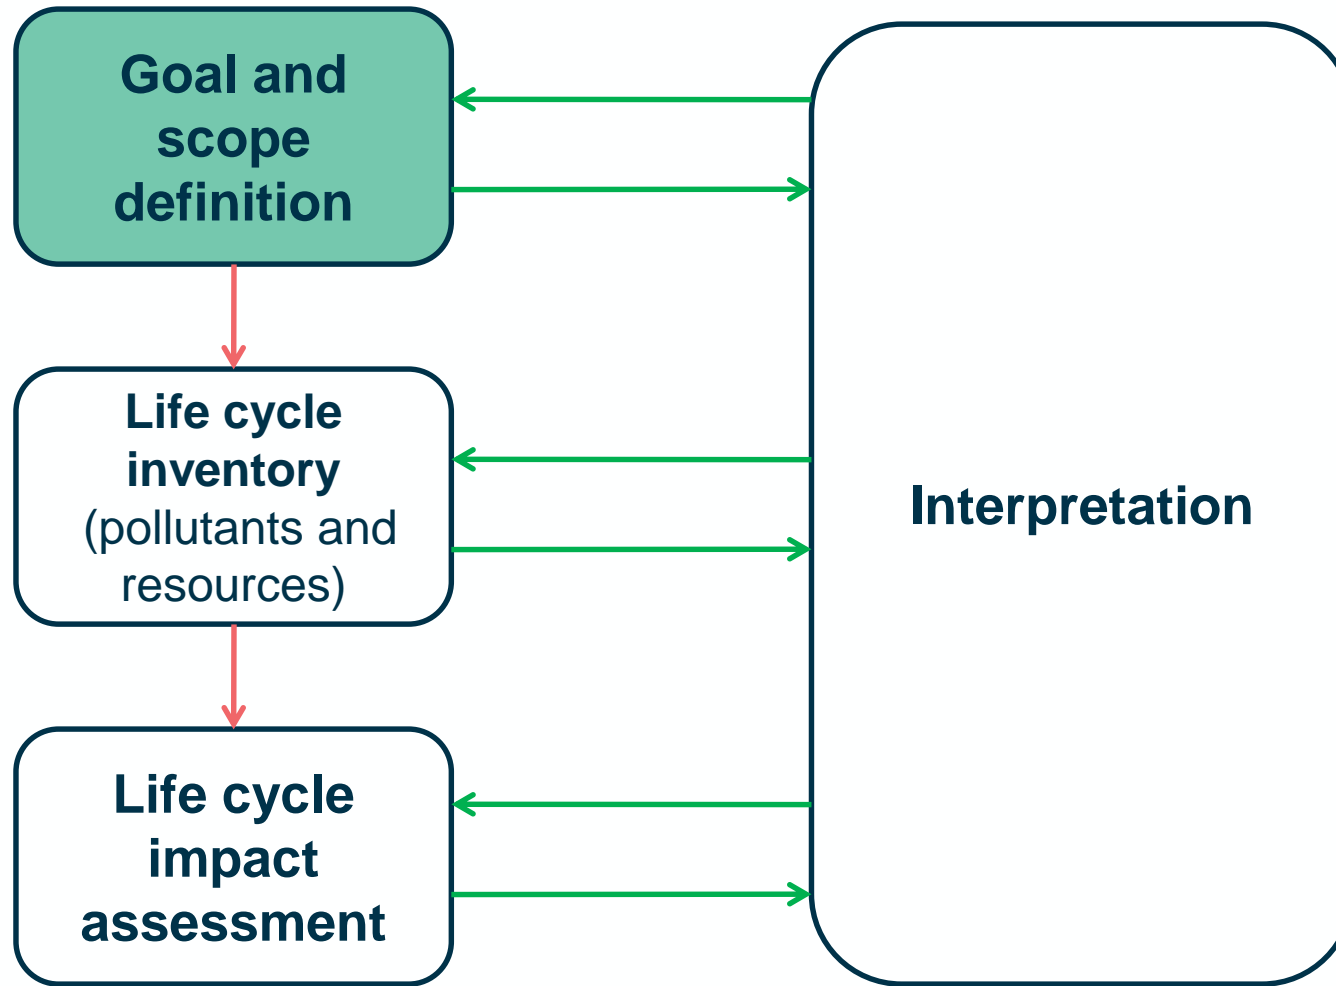 Goal and
scope
definition
Life cycle
inventory
(pollutants and
resources)
Life cycle
impact
assessment
Interpretation